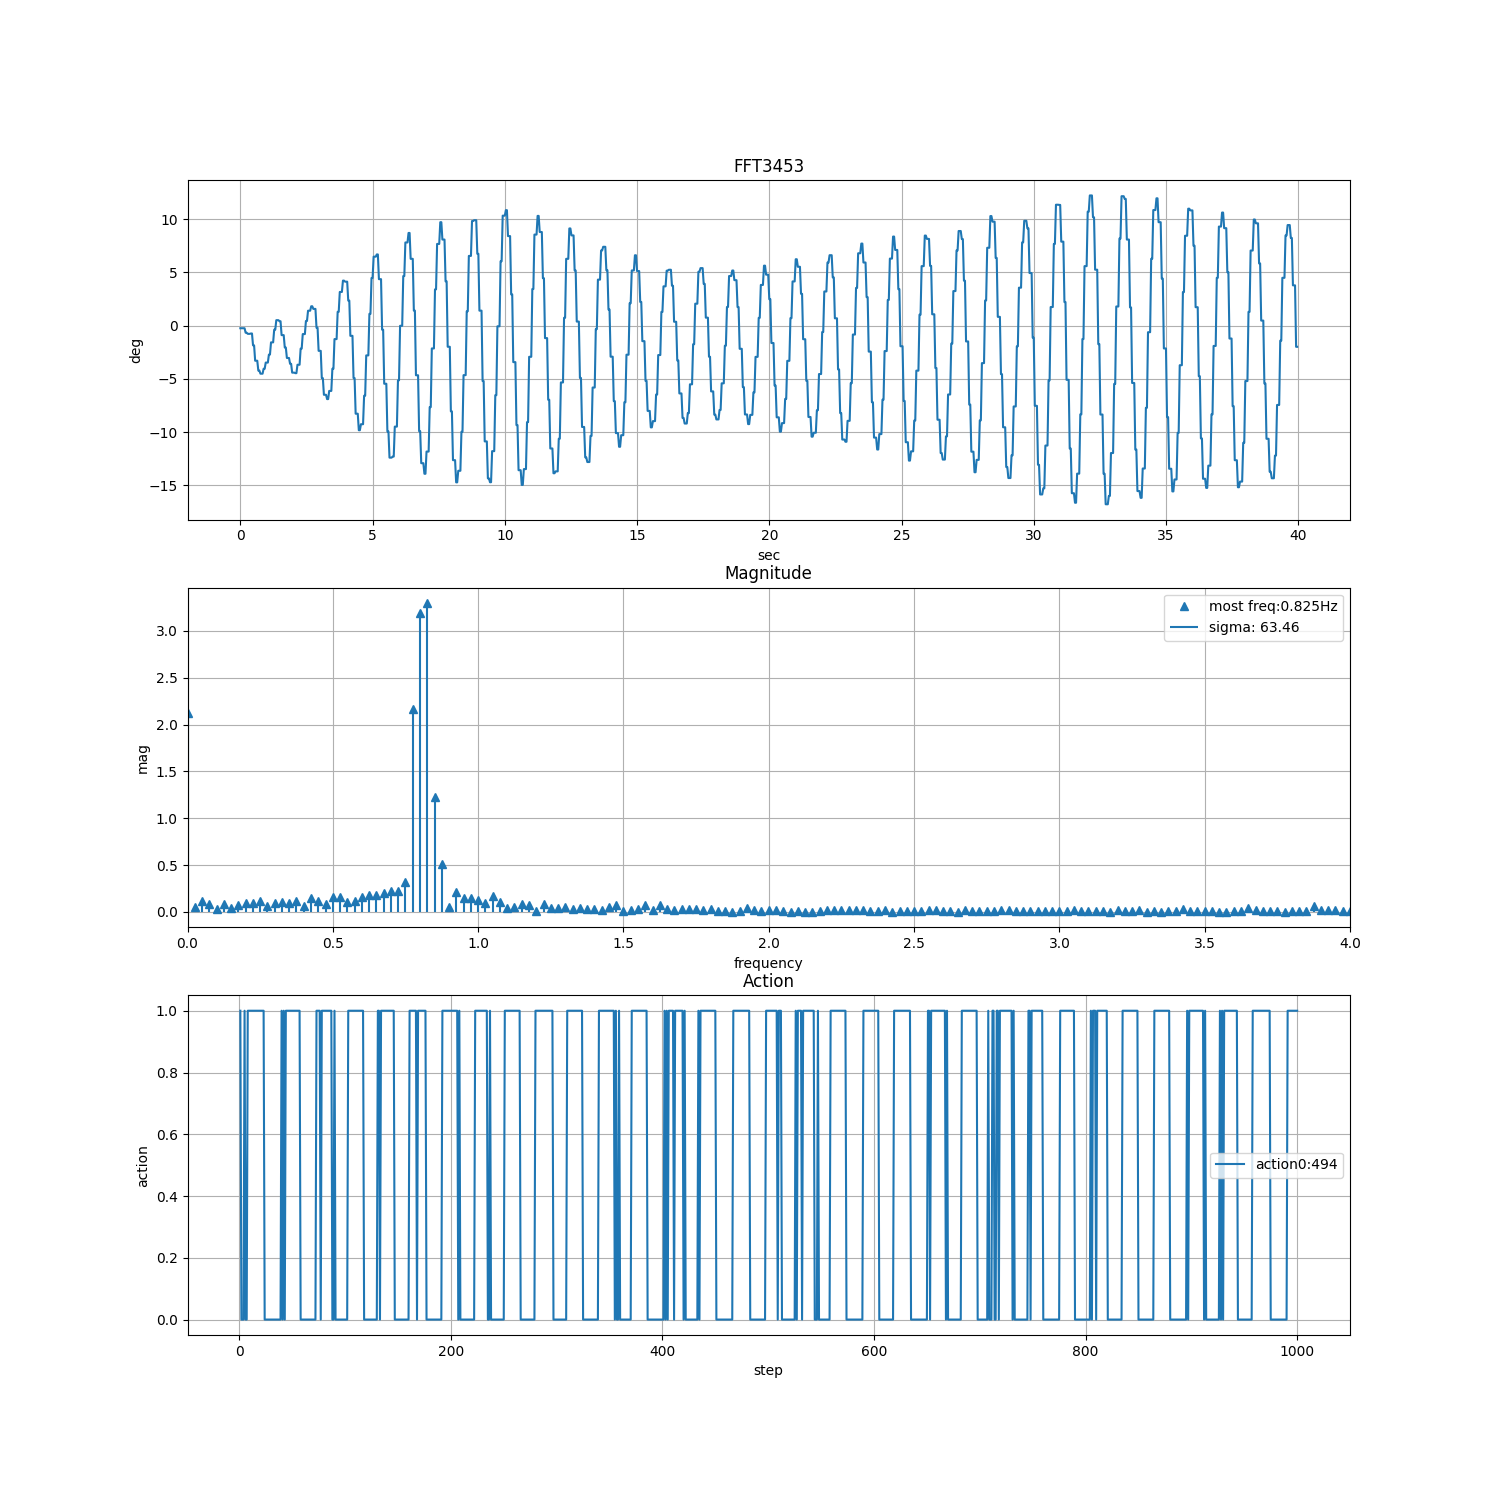 FFT3453
10
5
0
−5
−10
−15
deg
0 5 10 15 20 25 30 35 40
sec
Magnitude
most freq:0.825Hz
sigma: 63.46
3.0
2.5
2.0
1.5
1.0
0.5
0.0
mag
0.0 0.5 1.0 1.5 2.0 2.5 3.0 3.5 4.0
frequency
Action
1.0
0.8
0.6
0.4
0.2
0.0
action
action0:494
0 200 400 600 800 1000
step